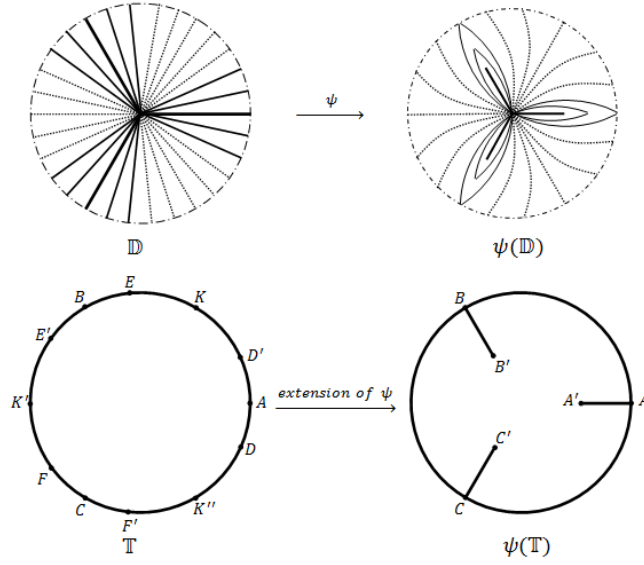 ψ
𝔻 ψ(𝔻)
E
B K B
E′ D′ B′
K′ A extension of ψ A′ A
F D C′
C F′ K″ C
𝕋 ψ(𝕋)